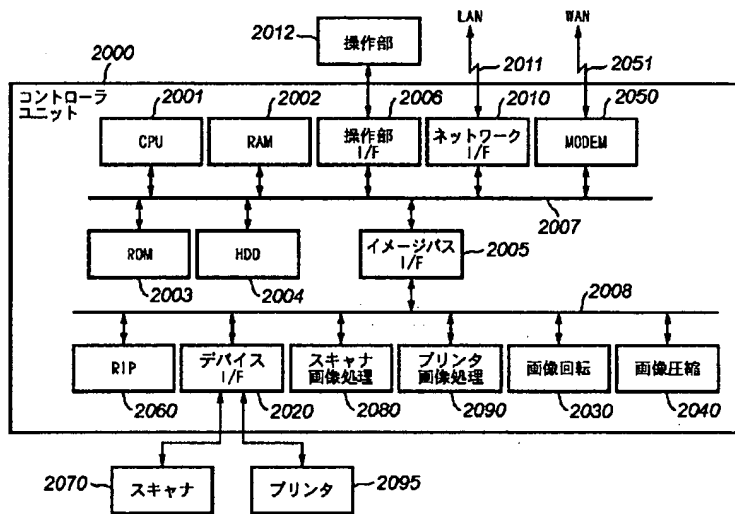 LAN
WAN
2012
操作部
2011
2051
2000
コントローラ
ユニット
2001
2002
2006
2010
2050
CPU
RAM
操作部
I/F
ネットワーク
I/F
MODEM
2007
ROM
HDD
イメージバス
I/F
2005
2003
2004
2008
RIP
デバイス
I/F
スキャナ
画像処理
プリンタ
画像処理
画像回転
画像圧縮
2060
2020
2080
2090
2030
2040
2070
スキャナ
プリンタ
2095